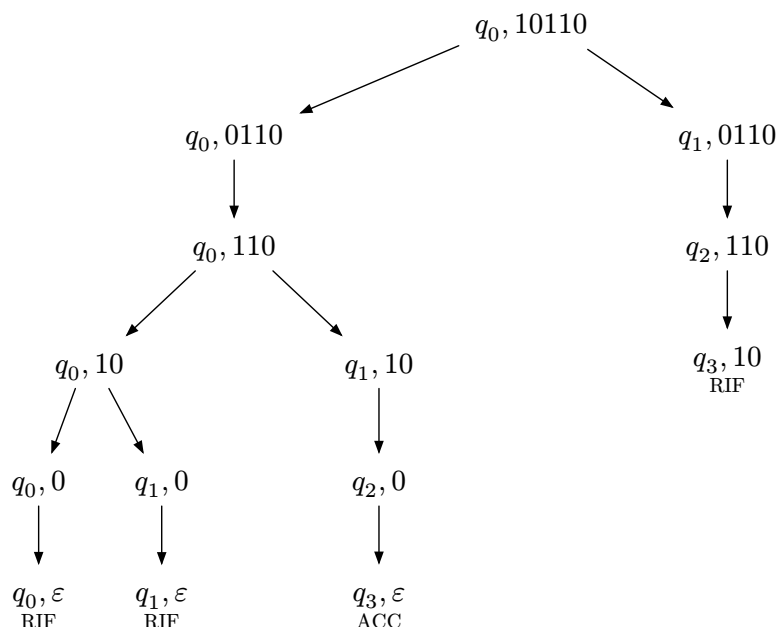 q₀, 10110
q₀, 0110 q₁, 0110
q₀, 110 q₂, 110
q₀, 10 q₁, 10 q₃, 10
RIF
q₀, 0 q₁, 0 q₂, 0
q₀, ε q₁, ε q₃, ε
RIF RIF ACC